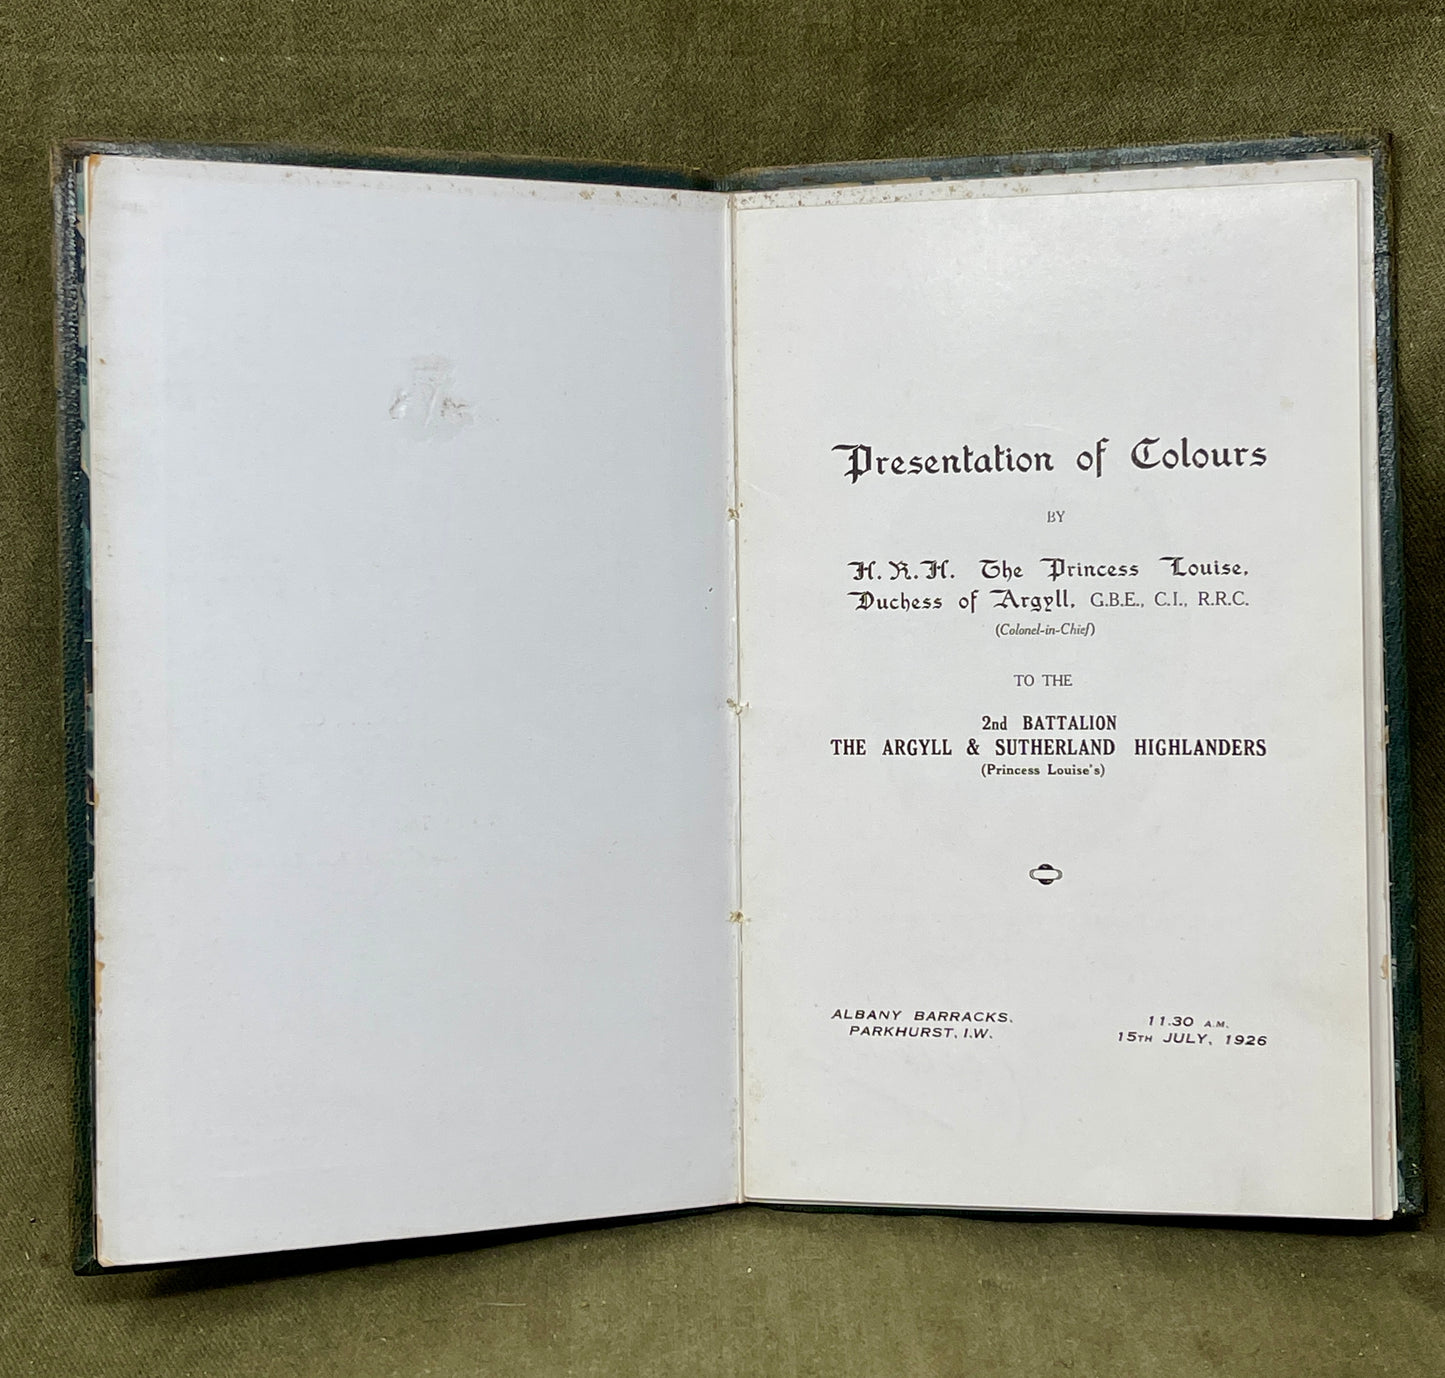 Presentation of Colours
BY
H. R. H. The Princess Louise,
Duchess of Argyll, G.B.E., C.I., R.R.C.
(Colonel-in-Chief)
TO THE
2nd BATTALION
THE ARGYLL & SUTHERLAND HIGHLANDERS
(Princess Louise's)
ALBANY BARRACKS,
PARKHURST, I.W.
11.30 A.M.
15TH JULY, 1926